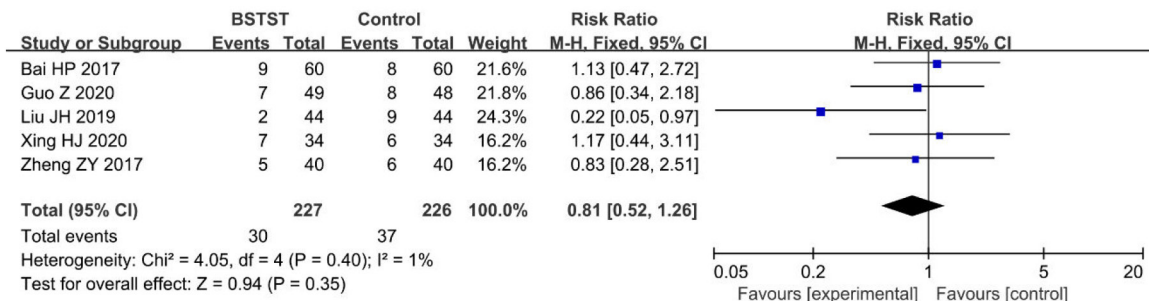 BSTST Control Risk Ratio Risk Ratio
Study or Subgroup Events Total Events Total Weight M-H, Fixed, 95% CI M-H, Fixed, 95% CI
Bai HP 2017 9 60 8 60 21.6% 1.13 [0.47, 2.72]
Guo Z 2020 7 49 8 48 21.8% 0.86 [0.34, 2.18]
Liu JH 2019 2 44 9 44 24.3% 0.22 [0.05, 0.97]
Xing HJ 2020 7 34 6 34 16.2% 1.17 [0.44, 3.11]
Zheng ZY 2017 5 40 6 40 16.2% 0.83 [0.28, 2.51]
Total (95% CI) 227 226 100.0% 0.81 [0.52, 1.26]
Total events 30 37
Heterogeneity: Chi² = 4.05, df = 4 (P = 0.40); I² = 1%
Test for overall effect: Z = 0.94 (P = 0.35)
0.05 0.2 1 5 20
Favours [experimental] Favours [control]